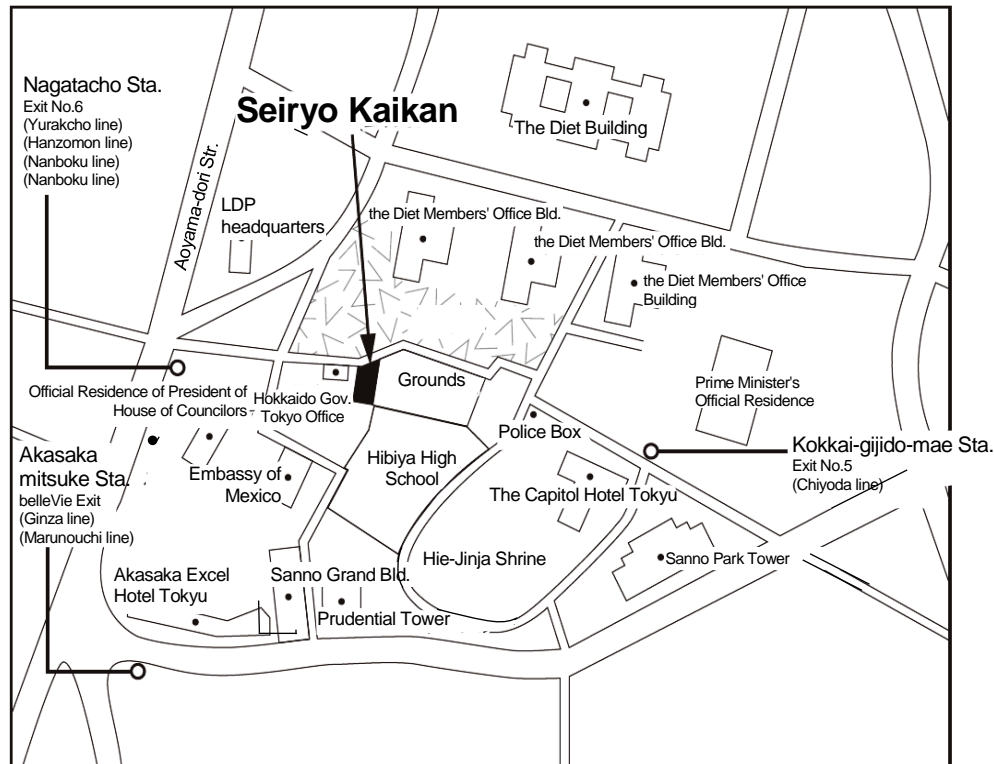 Nagatacho Sta.
Exit No.6
(Yurakcho line)
(Hanzomon line)
(Nanboku line)
(Nanboku line)
Seiryo Kaikan
The Diet Building
Aoyama-dori Str.
LDP
headquarters
the Diet Members' Office Bld.
the Diet Members' Office Bld.
the Diet Members' Office
Building
Official Residence of President of
House of Councilors
Hokkaido Gov.
Tokyo Office
Grounds
Prime Minister's
Official Residence
Police Box
Kokkai-gijido-mae Sta.
Exit No.5
(Chiyoda line)
Akasaka
mitsuke Sta.
belleVie Exit
(Ginza line)
(Marunouchi line)
Embassy of
Mexico
Hibiya High
School
The Capitol Hotel Tokyu
Hie-Jinja Shrine
Sanno Park Tower
Akasaka Excel
Hotel Tokyu
Sanno Grand Bld.
Prudential Tower